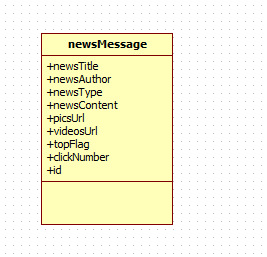 newsMessage
+newsTitle
+newsAuthor
+newsType
+newsContent
+picsUrl
+videosUrl
+topFlag
+clickNumber
+id